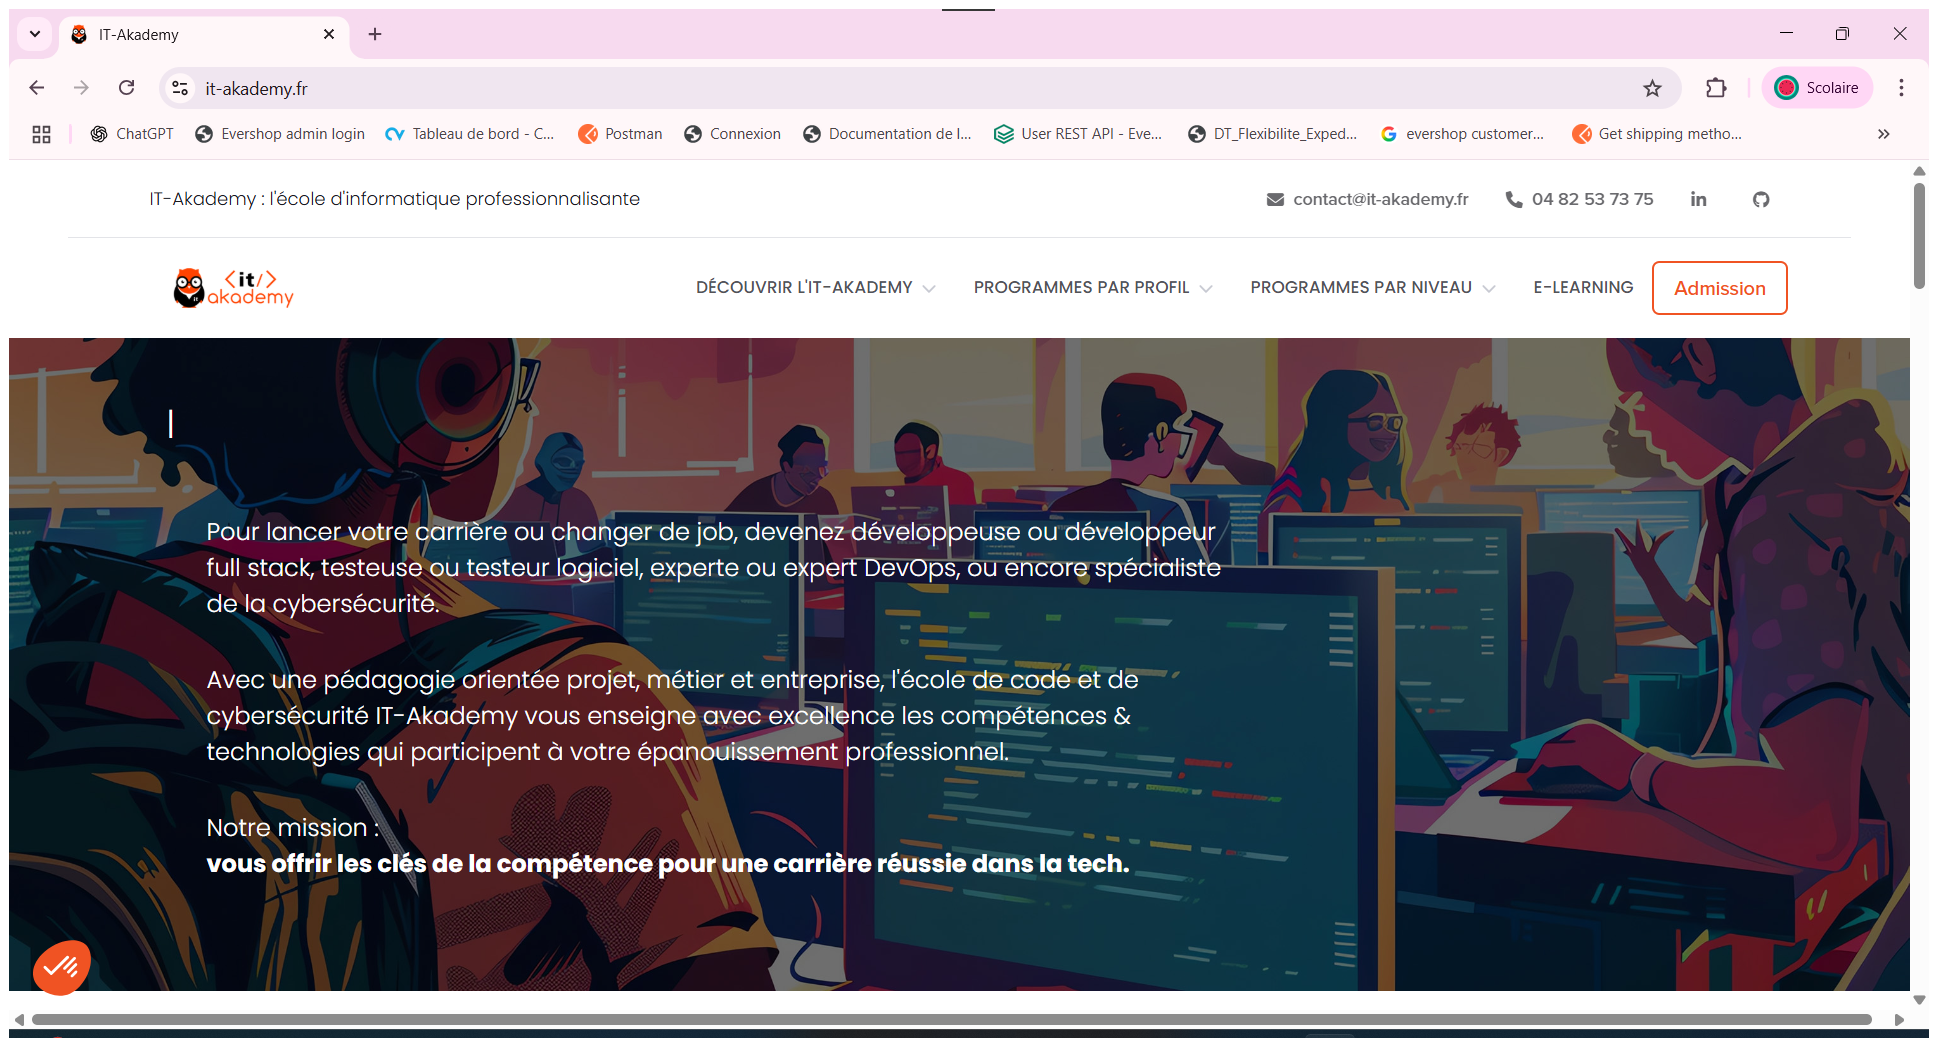 IT-Akademy
it-akademy.fr
Scolaire
ChatGPT
Evershop admin login
Tableau de bord - C...
Postman
Connexion
Documentation de l...
User REST API - Eve...
DT_Flexibilite_Exped...
evershop customer...
Get shipping metho...
IT-Akademy : l'école d'informatique professionnalisante
contact@it-akademy.fr
04 82 53 73 75
<it/>
akademy
DÉCOUVRIR L'IT-AKADEMY
PROGRAMMES PAR PROFIL
PROGRAMMES PAR NIVEAU
E-LEARNING
Admission
Pour lancer votre carrière ou changer de job, devenez développeuse ou développeur
full stack, testeuse ou testeur logiciel, experte ou expert DevOps, ou encore spécialiste
de la cybersécurité.
Avec une pédagogie orientée projet, métier et entreprise, l'école de code et de
cybersécurité IT-Akademy vous enseigne avec excellence les compétences &
technologies qui participent à votre épanouissement professionnel.
Notre mission :
vous offrir les clés de la compétence pour une carrière réussie dans la tech.